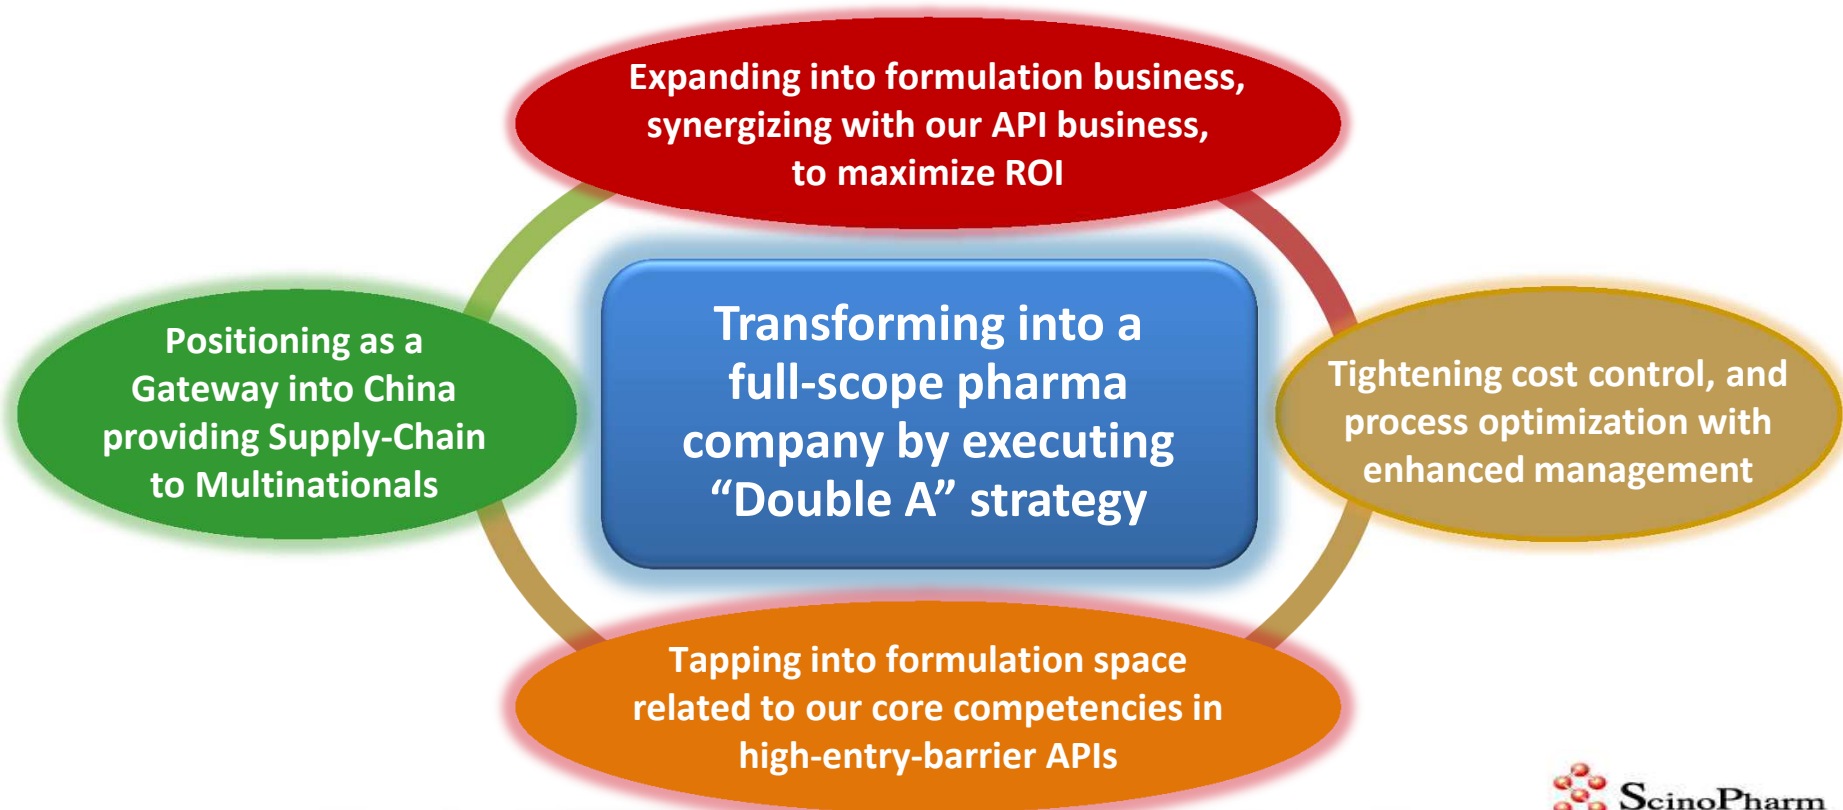 Expanding into formulation business,
synergizing with our API business,
to maximize ROI
Positioning as a
Gateway into China
providing Supply-Chain
to Multinationals
Transforming into a
full-scope pharma
company by executing
“Double A” strategy
Tightening cost control, and
process optimization with
enhanced management
Tapping into formulation space
related to our core competencies in
high-entry-barrier APIs
ScinoPharm